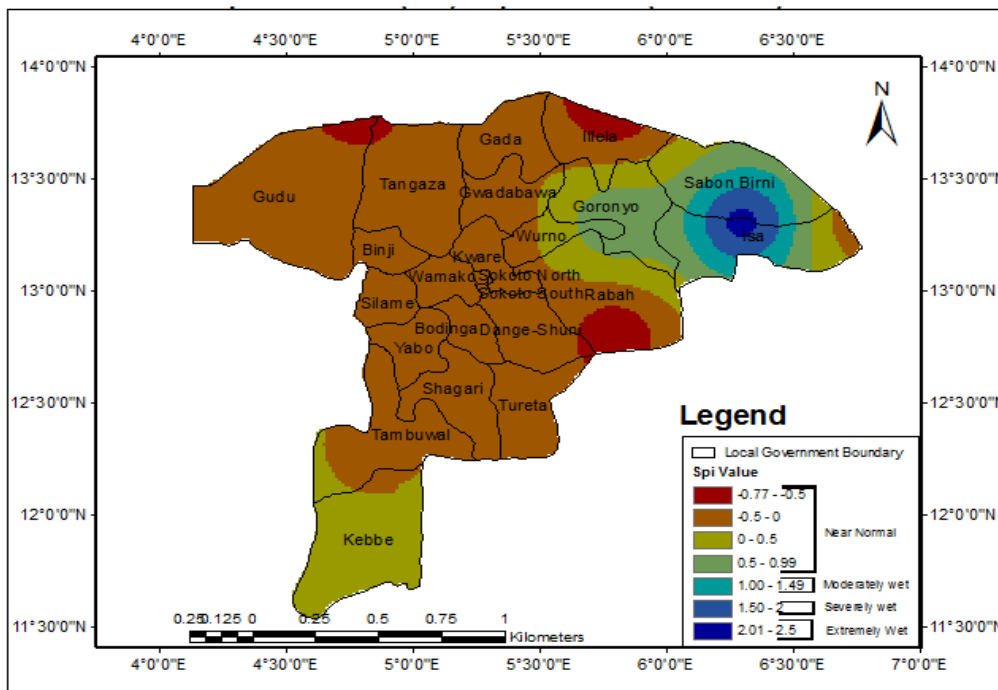 4°0'0"E 4°30'0"E 5°0'0"E 5°30'0"E 6°0'0"E 6°30'0"E
14°0'0"N 14°0'0"N
N
Gada Illela
13°30'0"N Gudu Tangaza Gwadabawa Sabon Birni 13°30'0"N
Goronyo
Wurno Isa
Binji Kware
13°0'0"N Wamako Sokoto North 13°0'0"N
Silame Sokoto South Rabah
Bodinga Dange-Shuni
Yabo
Shagari
12°30'0"N Tureta 12°30'0"N
Tambuwal
Legend
Local Government Boundary
Spi Value
-0.77 - -0.5
12°0'0"N -0.5 - 0 12°0'0"N
Kebbe 0 - 0.5 Near Normal
0.5 - 0.99
1.00 - 1.49 Moderately wet
1.50 - 2 Severely wet
2.01 - 2.5 Extremely Wet
11°30'0"N 0.25 0.125 0 0.25 0.5 0.75 1 11°30'0"N
Kilometers
4°0'0"E 4°30'0"E 5°0'0"E 5°30'0"E 6°0'0"E 6°30'0"E 7°0'0"E